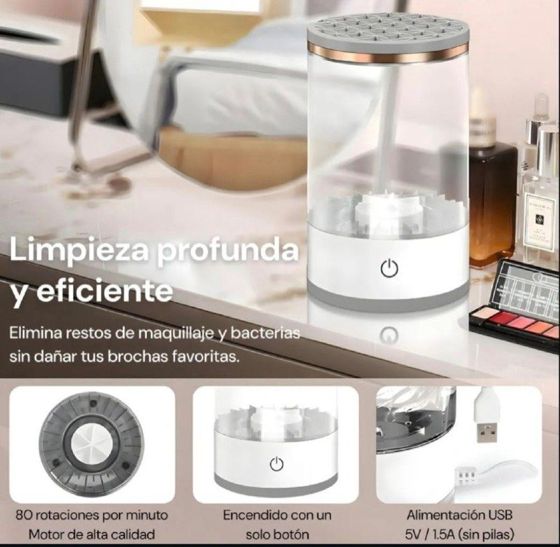 Limpieza profunda
y eficiente
Elimina restos de maquillaje y bacterias
sin dañar tus brochas favoritas.
80 rotaciones por minuto
Motor de alta calidad
Encendido con un
solo botón
Alimentación USB
5V / 1.5A (sin pilas)